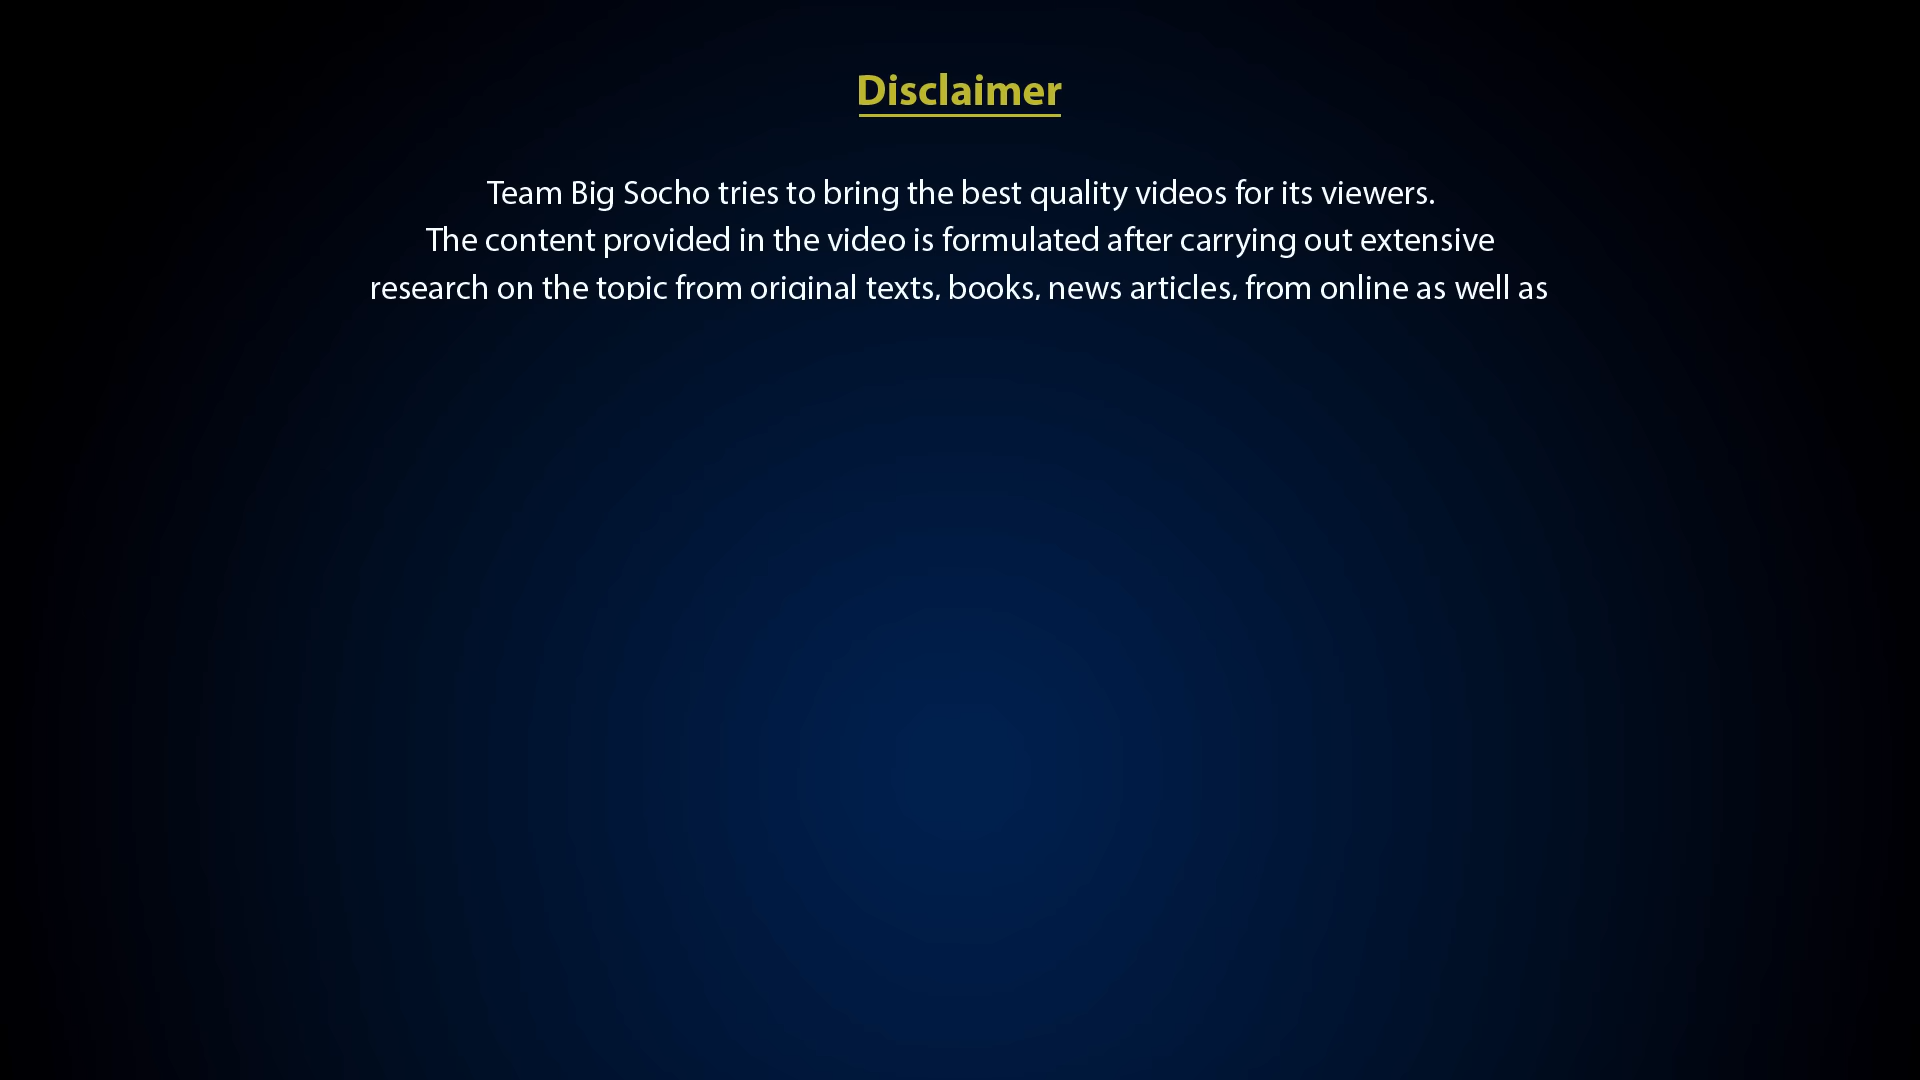 Disclaimer
Team Big Socho tries to bring the best quality videos for its viewers.
The content provided in the video is formulated after carrying out extensive
research on the topic from original texts, books, news articles, from online as well as